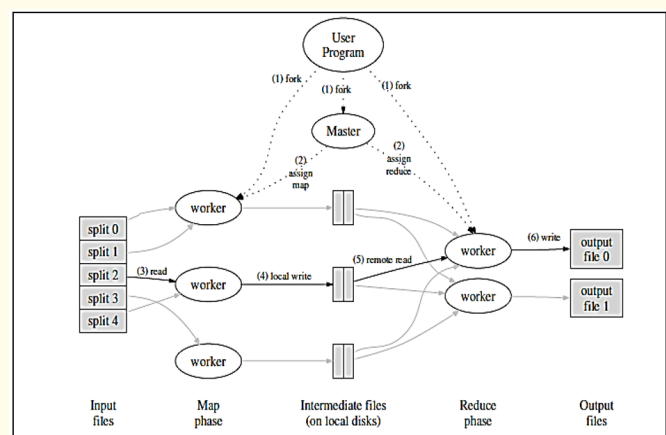 User
Program
(1) fork
(1) fork
(1) fork
Master
(2)
assign
map
(2)
assign
reduce
worker
split 0
split 1
split 2
split 3
split 4
(3) read
worker
(4) local write
(5) remote read
worker
(6) write
output
file 0
worker
output
file 1
worker
Input
files
Map
phase
Intermediate files
(on local disks)
Reduce
phase
Output
files